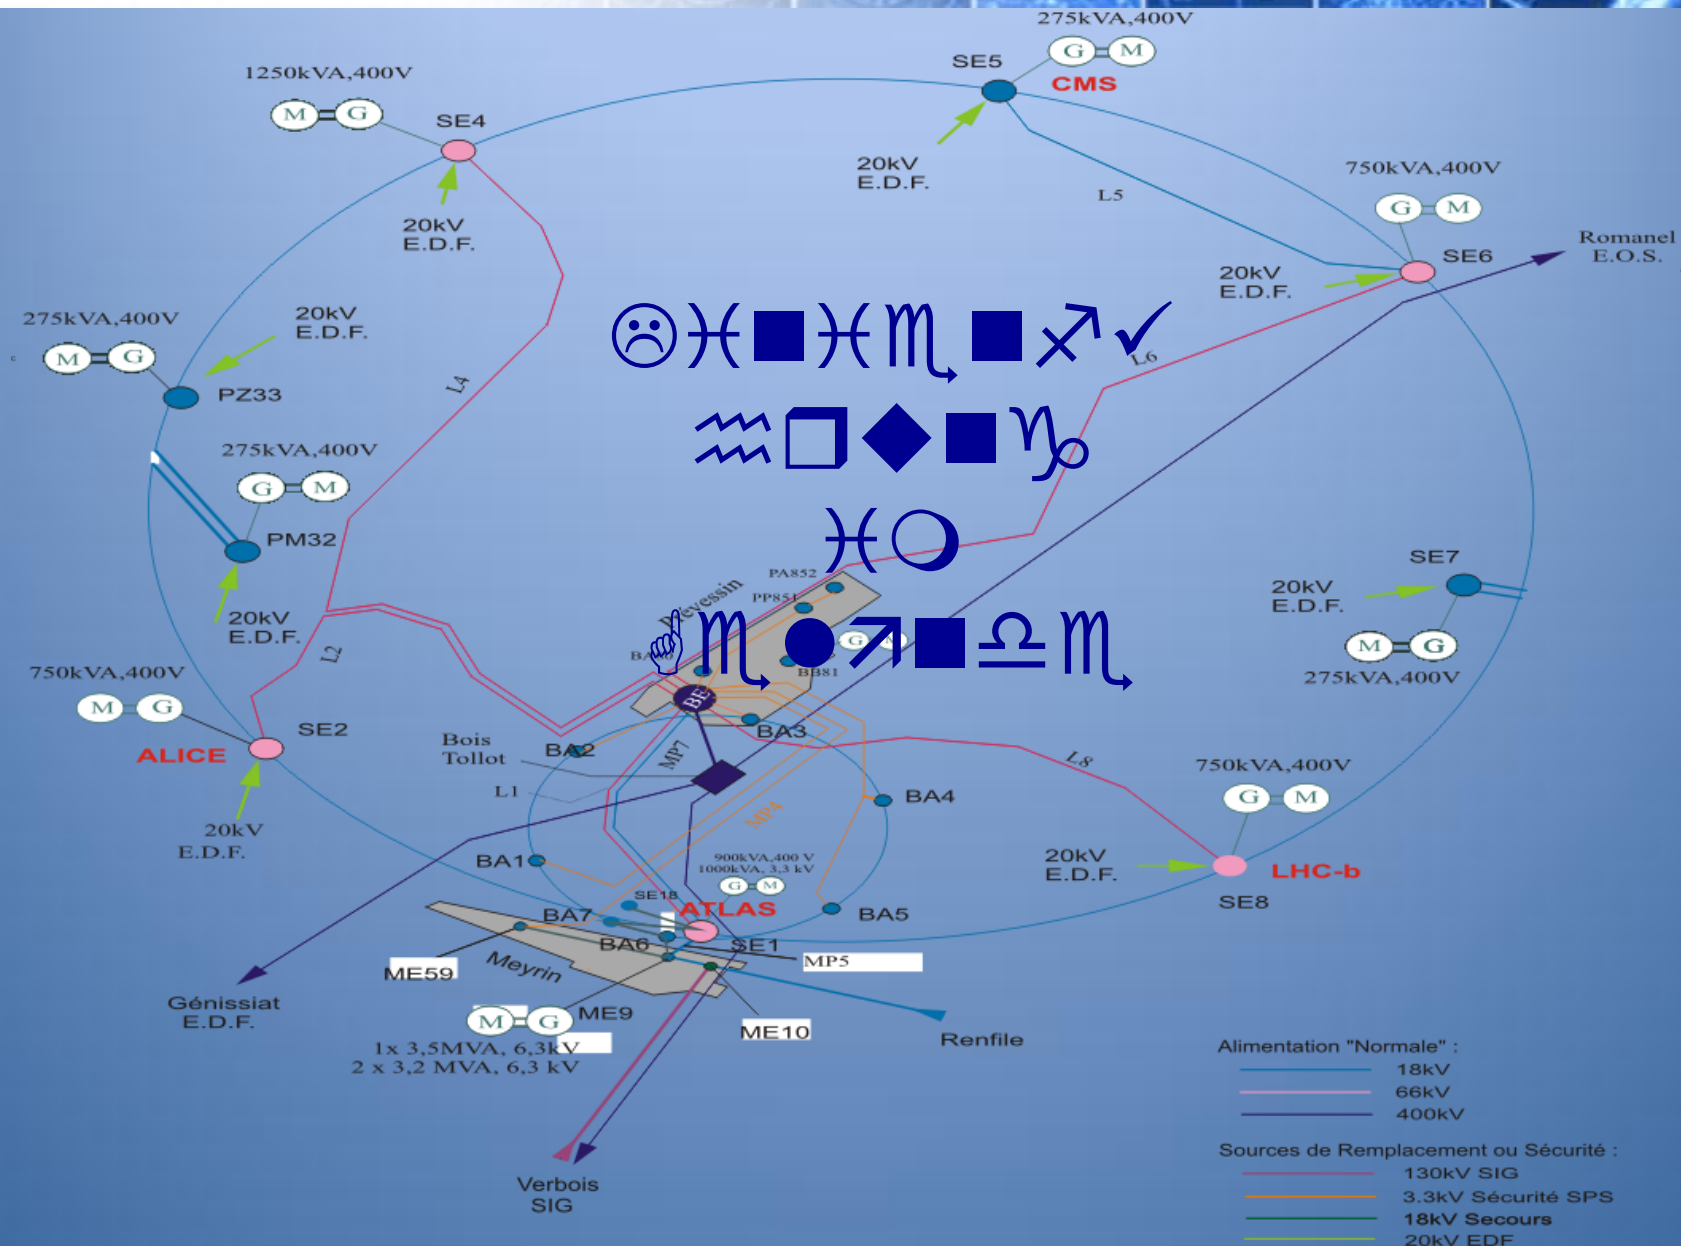 275kVA,400V
G M
SE5
CMS
1250kVA,400V
M G
SE4
20kV
E.D.F.
20kV
E.D.F.
L5
750kVA,400V
G M
SE6
20kV
E.D.F.
Romanel
E.O.S.
275kVA,400V
M G
20kV
E.D.F.
PZ33
L4
L6
☹♓■♓♏■♐✓
♒❒◆■♑
♓❍
☝♏●↗■♎♏
275kVA,400V
G M
PM32
20kV
E.D.F.
SE7
20kV
E.D.F.
M G
275kVA,400V
PA852
PP851
Prévessin
G M
BB81
BE
L2
750kVA,400V
M G
SE2
ALICE
20kV
E.D.F.
Bois
Tollot
BA2
BA3
MP7
L1
MP4
BA4
L8
750kVA,400V
G M
20kV
E.D.F.
LHC-b
SE8
BA1
900kVA,400 V
1000kVA, 3,3 kV
G M
SE18
ATLAS
BA7
BA6
SE1
BA5
MP5
ME59
Meyrin
ME9
ME10
M G
1x 3,5MVA, 6,3kV
2 x 3,2 MVA, 6,3 kV
Génissiat
E.D.F.
Renfile
Verbois
SIG
Alimentation "Normale" :
18kV
66kV
400kV
Sources de Remplacement ou Sécurité :
130kV SIG
3.3kV Sécurité SPS
18kV Secours
20kV EDF